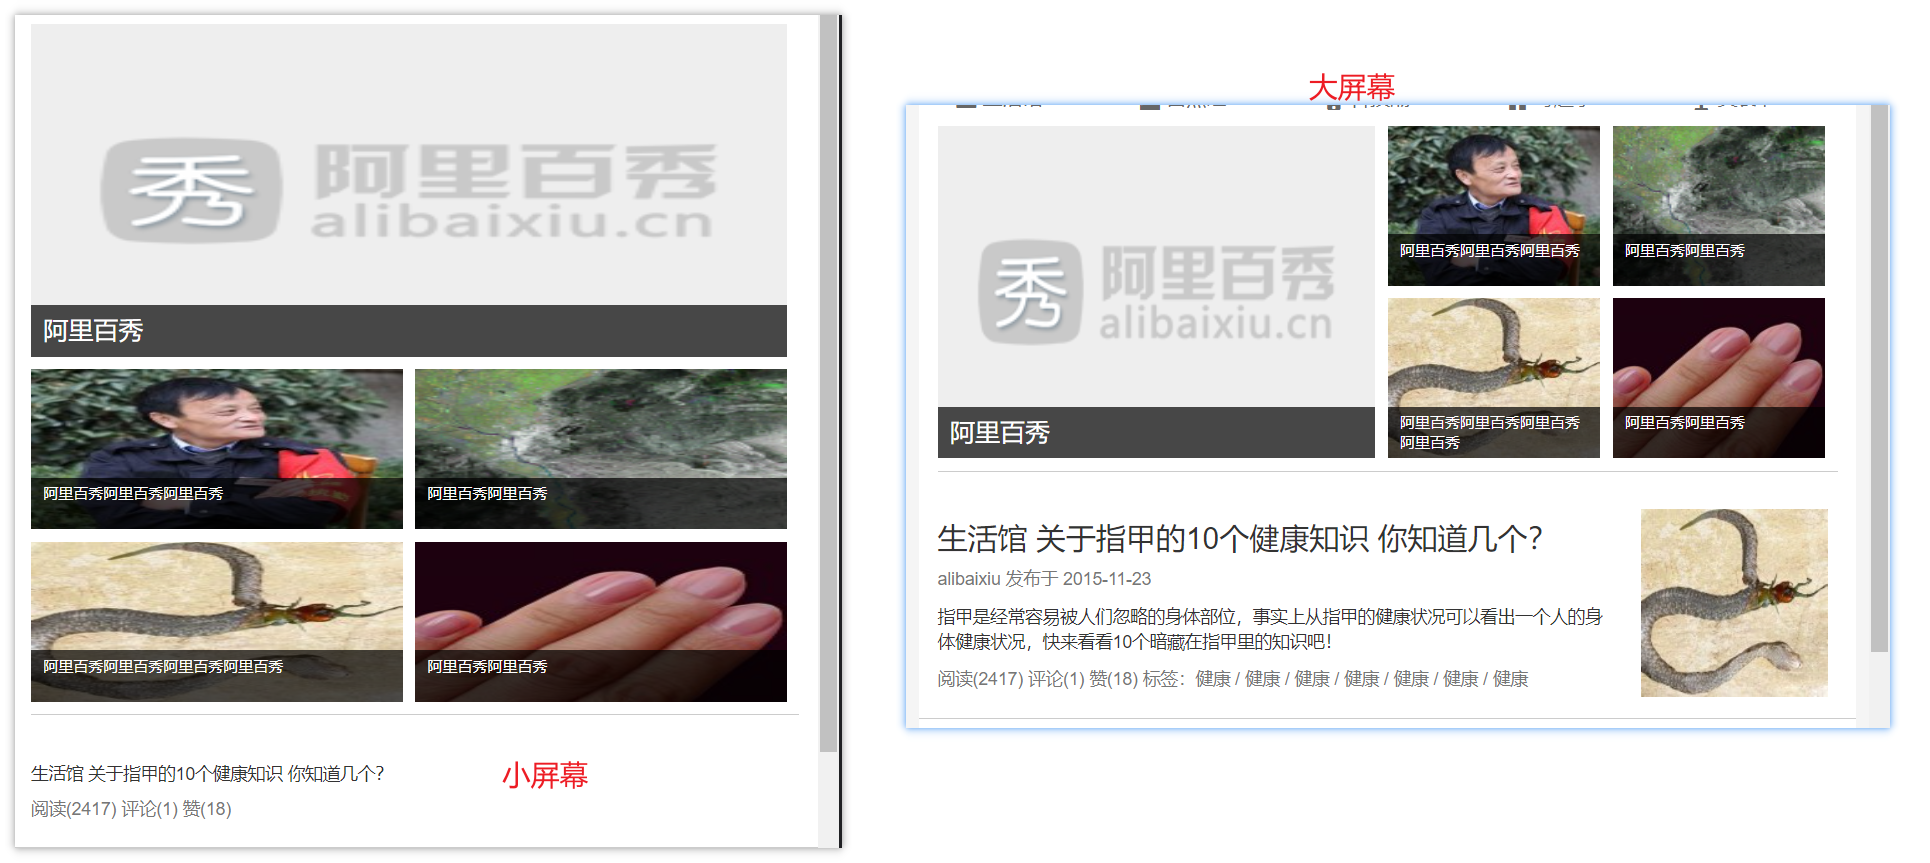 秀 阿里百秀
alibaixiu.cn
阿里百秀
阿里百秀阿里百秀阿里百秀
阿里百秀阿里百秀
阿里百秀阿里百秀阿里百秀阿里百秀
阿里百秀阿里百秀
生活馆 关于指甲的10个健康知识 你知道几个？
阅读(2417) 评论(1) 赞(18)
小屏幕
大屏幕
秀 阿里百秀
alibaixiu.cn
阿里百秀
阿里百秀阿里百秀阿里百秀
阿里百秀阿里百秀
阿里百秀阿里百秀阿里百秀
阿里百秀
阿里百秀阿里百秀
生活馆 关于指甲的10个健康知识 你知道几个？
alibaixiu 发布于 2015-11-23
指甲是经常容易被人们忽略的身体部位，事实上从指甲的健康状况可以看出一个人的身
体健康状况，快来看看10个暗藏在指甲里的知识吧！
阅读(2417) 评论(1) 赞(18) 标签：健康 / 健康 / 健康 / 健康 / 健康 / 健康 / 健康